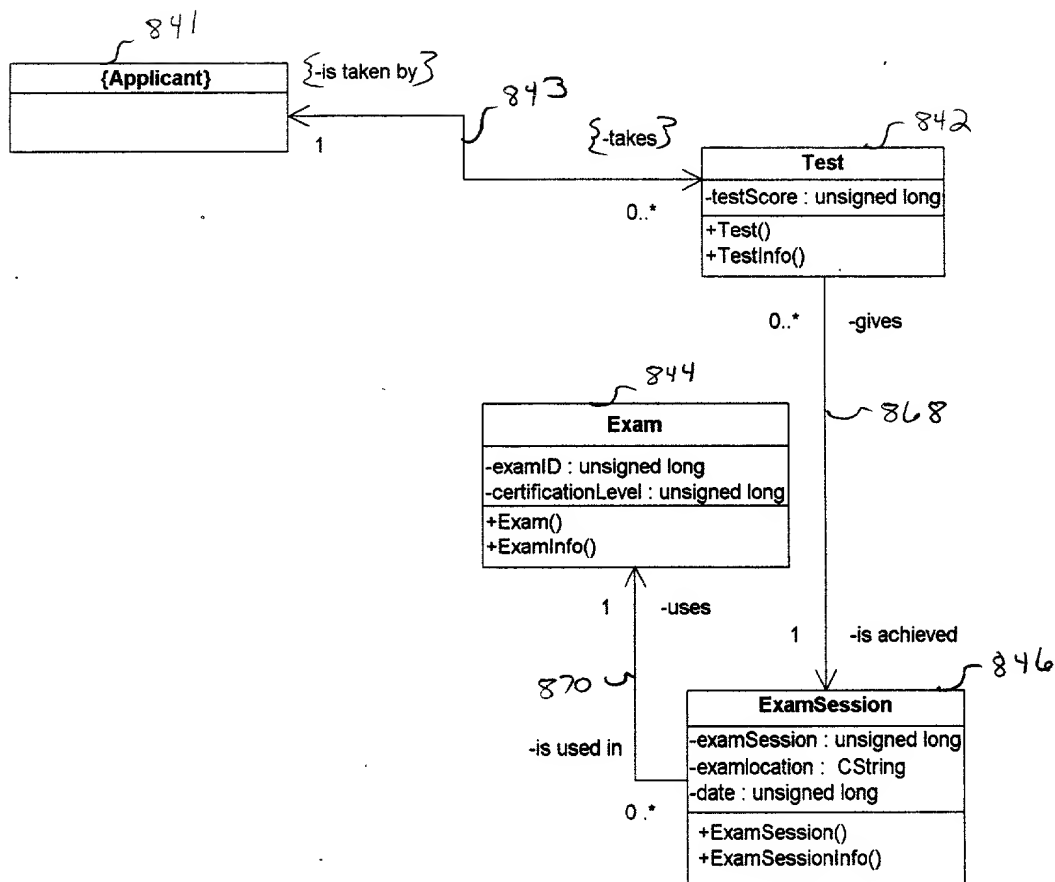 841
{Applicant}
{-is taken by}
843
1
{-takes}
842
Test
0..*
-testScore : unsigned long
+Test()
+TestInfo()
0..* -gives
844
868
Exam
-examID : unsigned long
-certificationLevel : unsigned long
+Exam()
+ExamInfo()
1 -uses
1 -is achieved
846
870
ExamSession
-is used in
-examSession : unsigned long
-examlocation : CString
-date : unsigned long
0..*
+ExamSession()
+ExamSessionInfo()